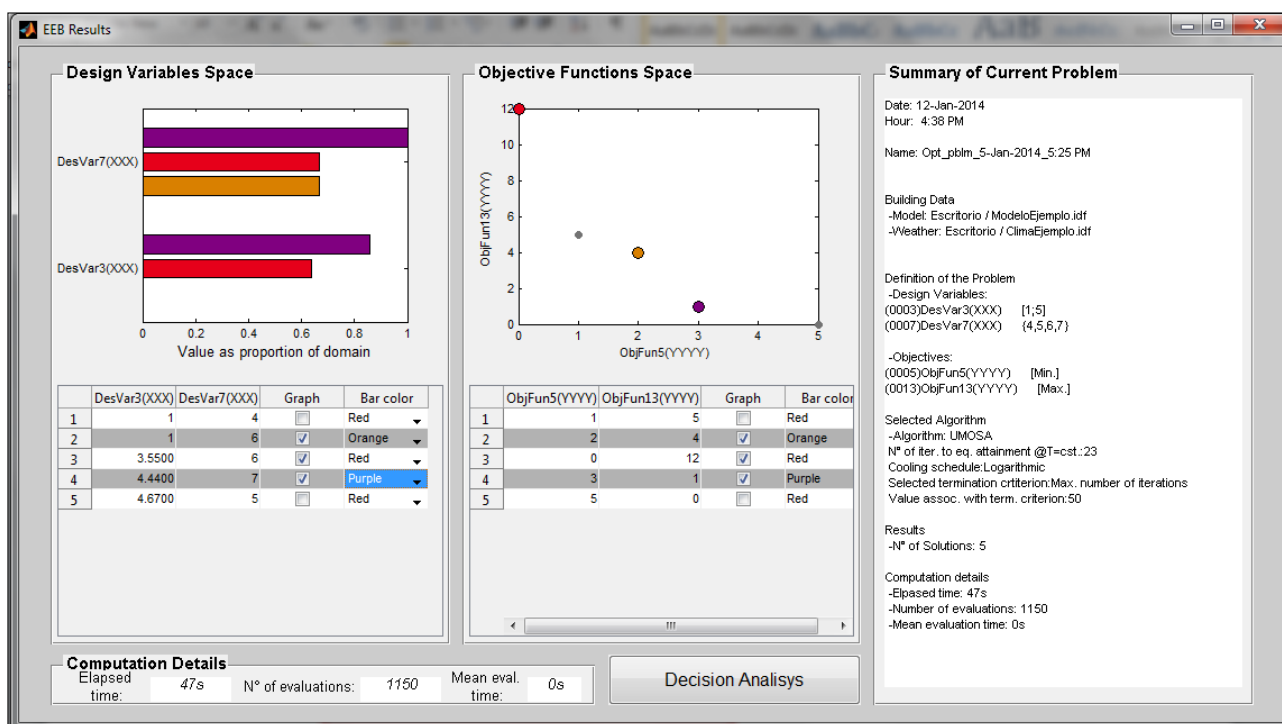 EEB Results
Design Variables Space
DesVar7(XXX)
DesVar3(XXX)
0 0.2 0.4 0.6 0.8 1
Value as proportion of domain
DesVar3(XXX) DesVar7(XXX) Graph Bar color
1 1 4 Red
2 1 6 Orange
3 3.5500 6 Red
4 4.4400 7 Purple
5 4.6700 5 Red
Objective Functions Space
12
10
8
6
4
2
0
ObjFun13(YYYY)
0 1 2 3 4 5
ObjFun5(YYYY)
ObjFun5(YYYY) ObjFun13(YYYY) Graph Bar color
1 1 5 Red
2 2 4 Orange
3 0 12 Red
4 3 1 Purple
5 5 0 Red
Computation Details
Elapsed time: 47s N° of evaluations: 1150 Mean eval. time: 0s
Decision Analisys
Summary of Current Problem
Date: 12-Jan-2014
Hour: 4:38 PM
Name: Opt_pblm_5-Jan-2014_5:25 PM
Building Data
-Model: Escritorio / ModeloEjemplo.idf
-Weather: Escritorio / ClimaEjemplo.idf
Definition of the Problem
-Design Variables:
(0003)DesVar3(XXX) [1;5]
(0007)DesVar7(XXX) {4,5,6,7}
-Objectives:
(0005)ObjFun5(YYYY) [Min.]
(0013)ObjFun13(YYYY) [Max.]
Selected Algorithm
-Algorithm: UMOSA
N° of iter. to eq. attainment @T=cst.:23
Cooling schedule:Logarithmic
Selected termination crtiterion:Max. number of iterations
Value assoc. with term. criterion:50
Results
-N° of Solutions: 5
Computation details
-Elpased time: 47s
-Number of evaluations: 1150
-Mean evaluation time: 0s